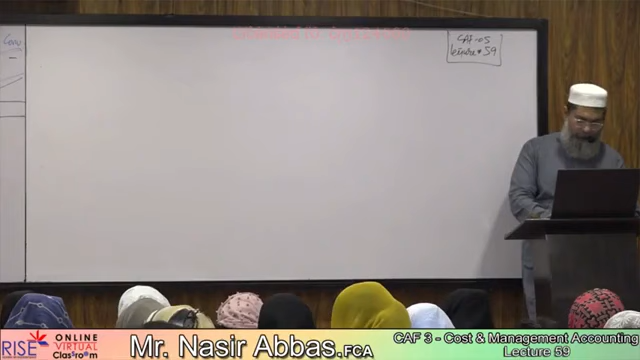 CAF-05
Lecture # 59
RISE
ONLINE
VIRTUAL
Classroom
Mr. Nasir Abbas.FCA
CAF 3 - Cost & Management Accounting
Lecture 59